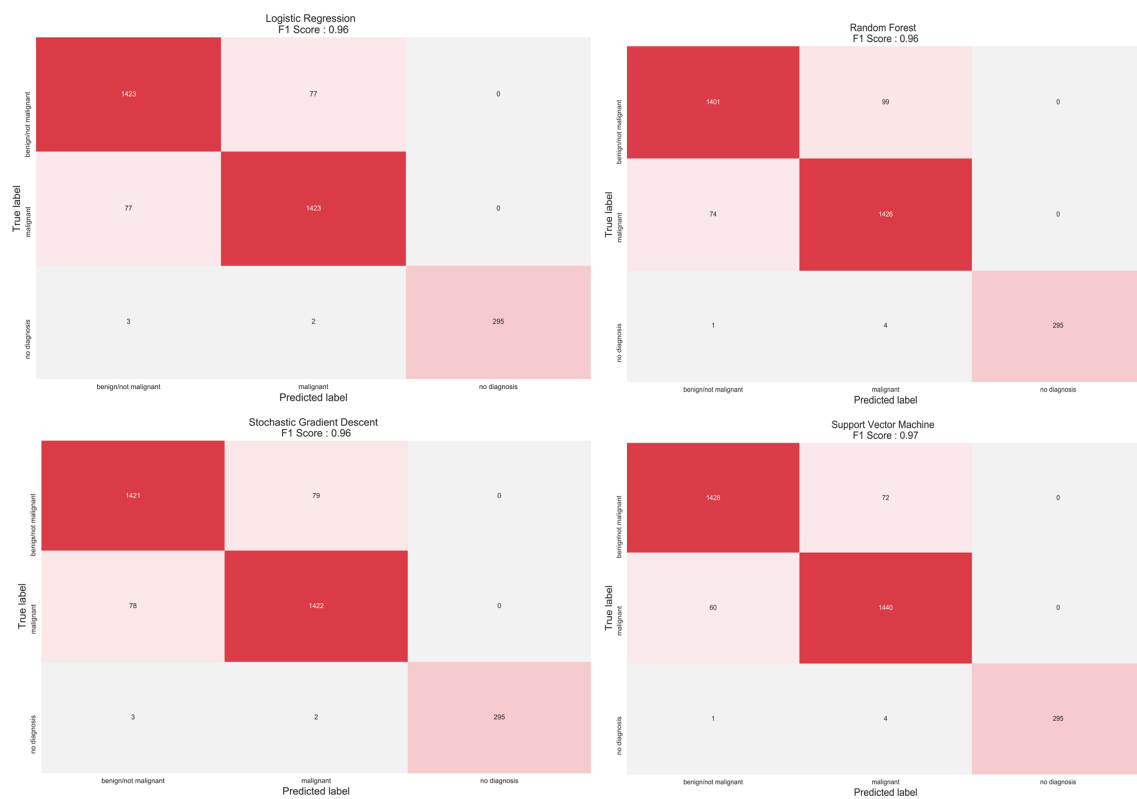 Logistic Regression
F1 Score : 0.96
True label
benign/not malignant
1423
77
0
malignant
77
1423
0
no diagnosis
3
2
295
benign/not malignant
malignant
no diagnosis
Predicted label
Random Forest
F1 Score : 0.96
True label
benign/not malignant
1401
99
0
malignant
74
1426
0
no diagnosis
1
4
295
benign/not malignant
malignant
no diagnosis
Predicted label
Stochastic Gradient Descent
F1 Score : 0.96
True label
benign/not malignant
1421
79
0
malignant
78
1422
0
no diagnosis
3
2
295
benign/not malignant
malignant
no diagnosis
Predicted label
Support Vector Machine
F1 Score : 0.97
True label
benign/not malignant
1428
72
0
malignant
60
1440
0
no diagnosis
1
4
295
benign/not malignant
malignant
no diagnosis
Predicted label